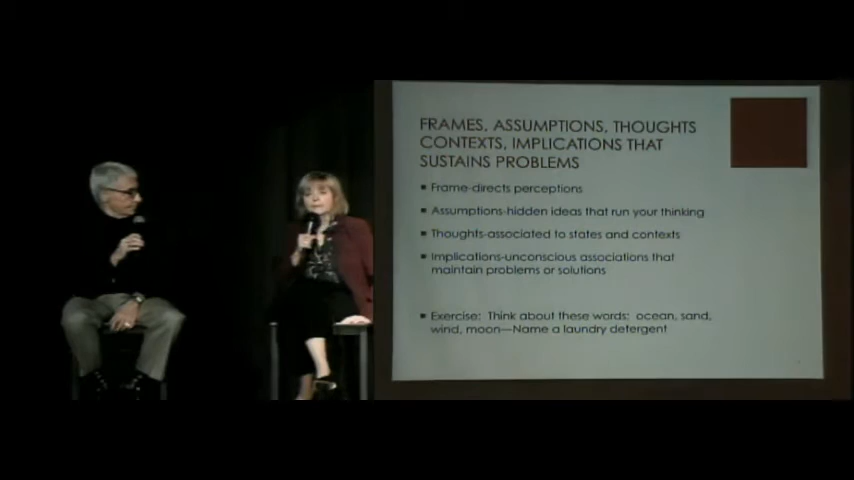 FRAMES, ASSUMPTIONS, THOUGHTS
CONTEXTS, IMPLICATIONS THAT
SUSTAINS PROBLEMS
▪ Frame-directs perceptions
▪ Assumptions-hidden ideas that run your thinking
▪ Thoughts-associated to states and contexts
▪ Implications-unconscious associations that
maintain problems or solutions
▪ Exercise: Think about these words: ocean, sand,
wind, moon—Name a laundry detergent